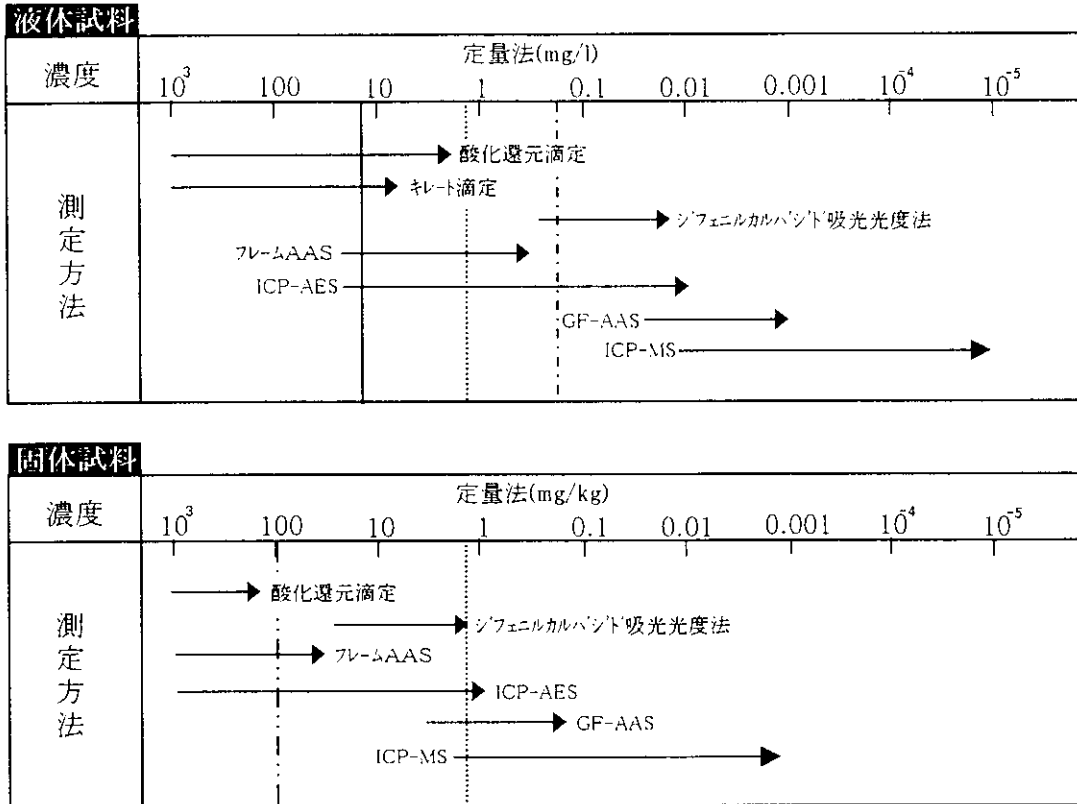 液体試料
定量法(mg/l)
濃度
10³ 100 10 1 0.1 0.01 0.001 10⁻⁴ 10⁻⁵
測定方法
酸化還元滴定
キレート滴定
ジフェニルカルバジド吸光光度法
フレームAAS
ICP-AES
GF-AAS
ICP-MS
固体試料
定量法(mg/kg)
濃度
10³ 100 10 1 0.1 0.01 0.001 10⁻⁴ 10⁻⁵
測定方法
酸化還元滴定
ジフェニルカルバジド吸光光度法
フレームAAS
ICP-AES
GF-AAS
ICP-MS